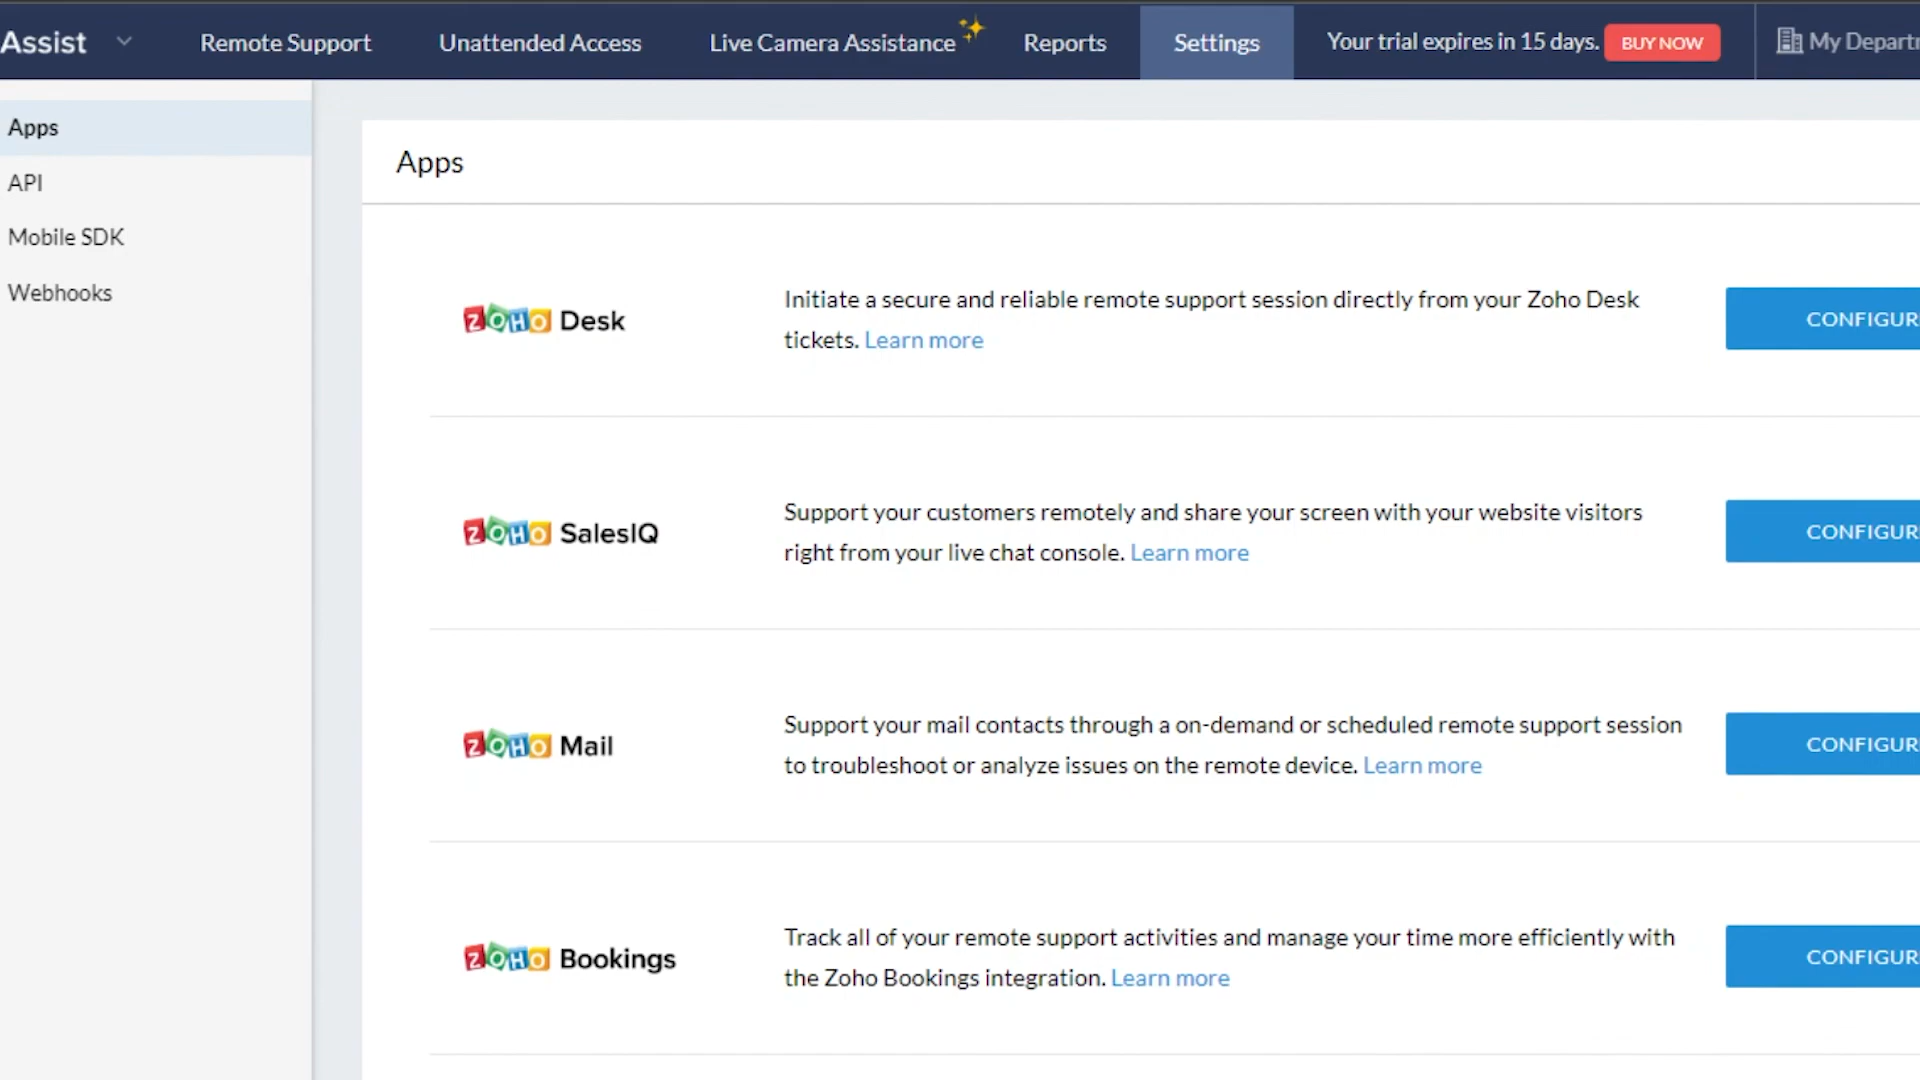 Assist Remote Support Unattended Access Live Camera Assistance Reports Settings Your trial expires in 15 days. BUY NOW My Departm
Apps
API
Mobile SDK
Webhooks
Apps
ZOHO Desk
Initiate a secure and reliable remote support session directly from your Zoho Desk
tickets. Learn more
CONFIGUR
ZOHO SalesIQ
Support your customers remotely and share your screen with your website visitors
right from your live chat console. Learn more
CONFIGUR
ZOHO Mail
Support your mail contacts through a on-demand or scheduled remote support session
to troubleshoot or analyze issues on the remote device. Learn more
CONFIGUR
ZOHO Bookings
Track all of your remote support activities and manage your time more efficiently with
the Zoho Bookings integration. Learn more
CONFIGUR